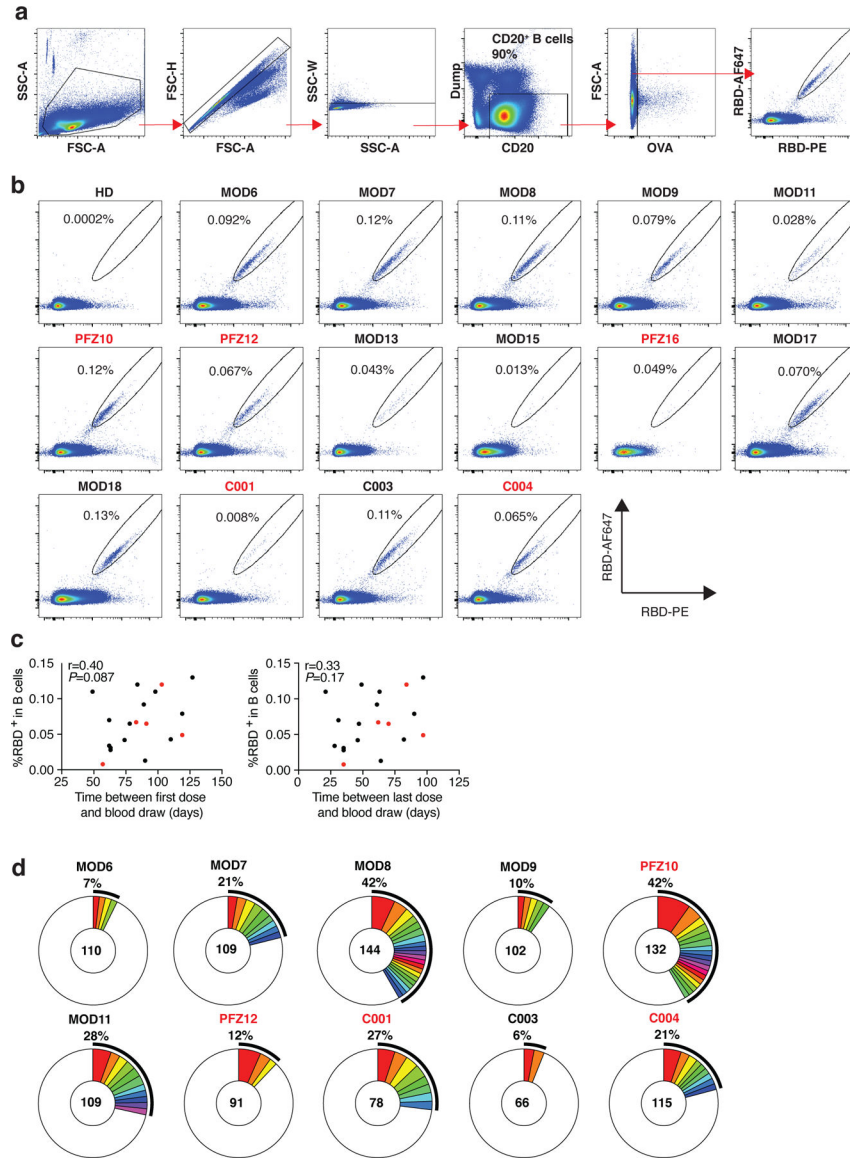 a
SSC-A
FSC-A
FSC-H
FSC-A
SSC-W
SSC-A
CD20+ B cells
90%
Dump
CD20
FSC-A
OVA
RBD-AF647
RBD-PE
b
HD
0.0002%
MOD6
0.092%
MOD7
0.12%
MOD8
0.11%
MOD9
0.079%
MOD11
0.028%
PFZ10
0.12%
PFZ12
0.067%
MOD13
0.043%
MOD15
0.013%
PFZ16
0.049%
MOD17
0.070%
MOD18
0.13%
C001
0.008%
C003
0.11%
C004
0.065%
RBD-AF647
RBD-PE
c
r=0.40
P=0.087
%RBD+ in B cells
0.15
0.10
0.05
0.00
25 50 75 100 125 150
Time between first dose
and blood draw (days)
r=0.33
P=0.17
%RBD+ in B cells
0.15
0.10
0.05
0.00
0 25 50 75 100 125
Time between last dose
and blood draw (days)
d
MOD6
7%
110
MOD7
21%
109
MOD8
42%
144
MOD9
10%
102
PFZ10
42%
132
MOD11
28%
109
PFZ12
12%
91
C001
27%
78
C003
6%
66
C004
21%
115